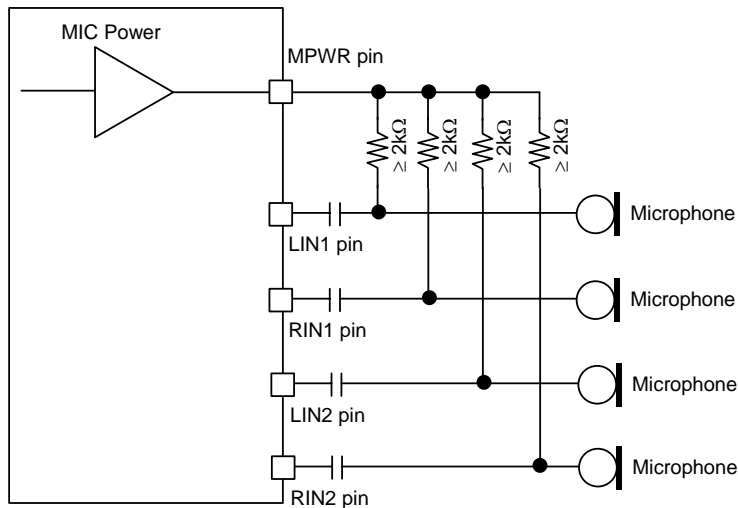 MIC Power
MPWR pin
≥ 2kΩ
≥ 2kΩ
≥ 2kΩ
≥ 2kΩ
Microphone
LIN1 pin
Microphone
RIN1 pin
Microphone
LIN2 pin
Microphone
RIN2 pin